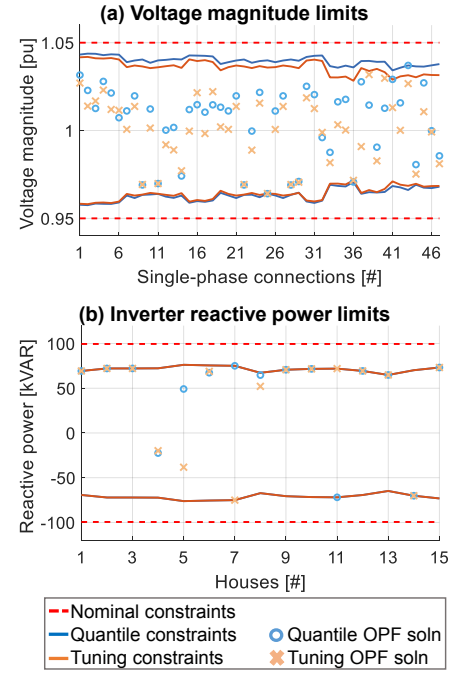 (a) Voltage magnitude limits
Voltage magnitude [pu]
1.05
1
0.95
1 6 11 16 21 26 31 36 41 46
Single-phase connections [#]
(b) Inverter reactive power limits
Reactive power [kVAR]
100
50
0
-50
-100
1 3 5 7 9 11 13 15
Houses [#]
Nominal constraints
Quantile constraints Quantile OPF soln
Tuning constraints Tuning OPF soln